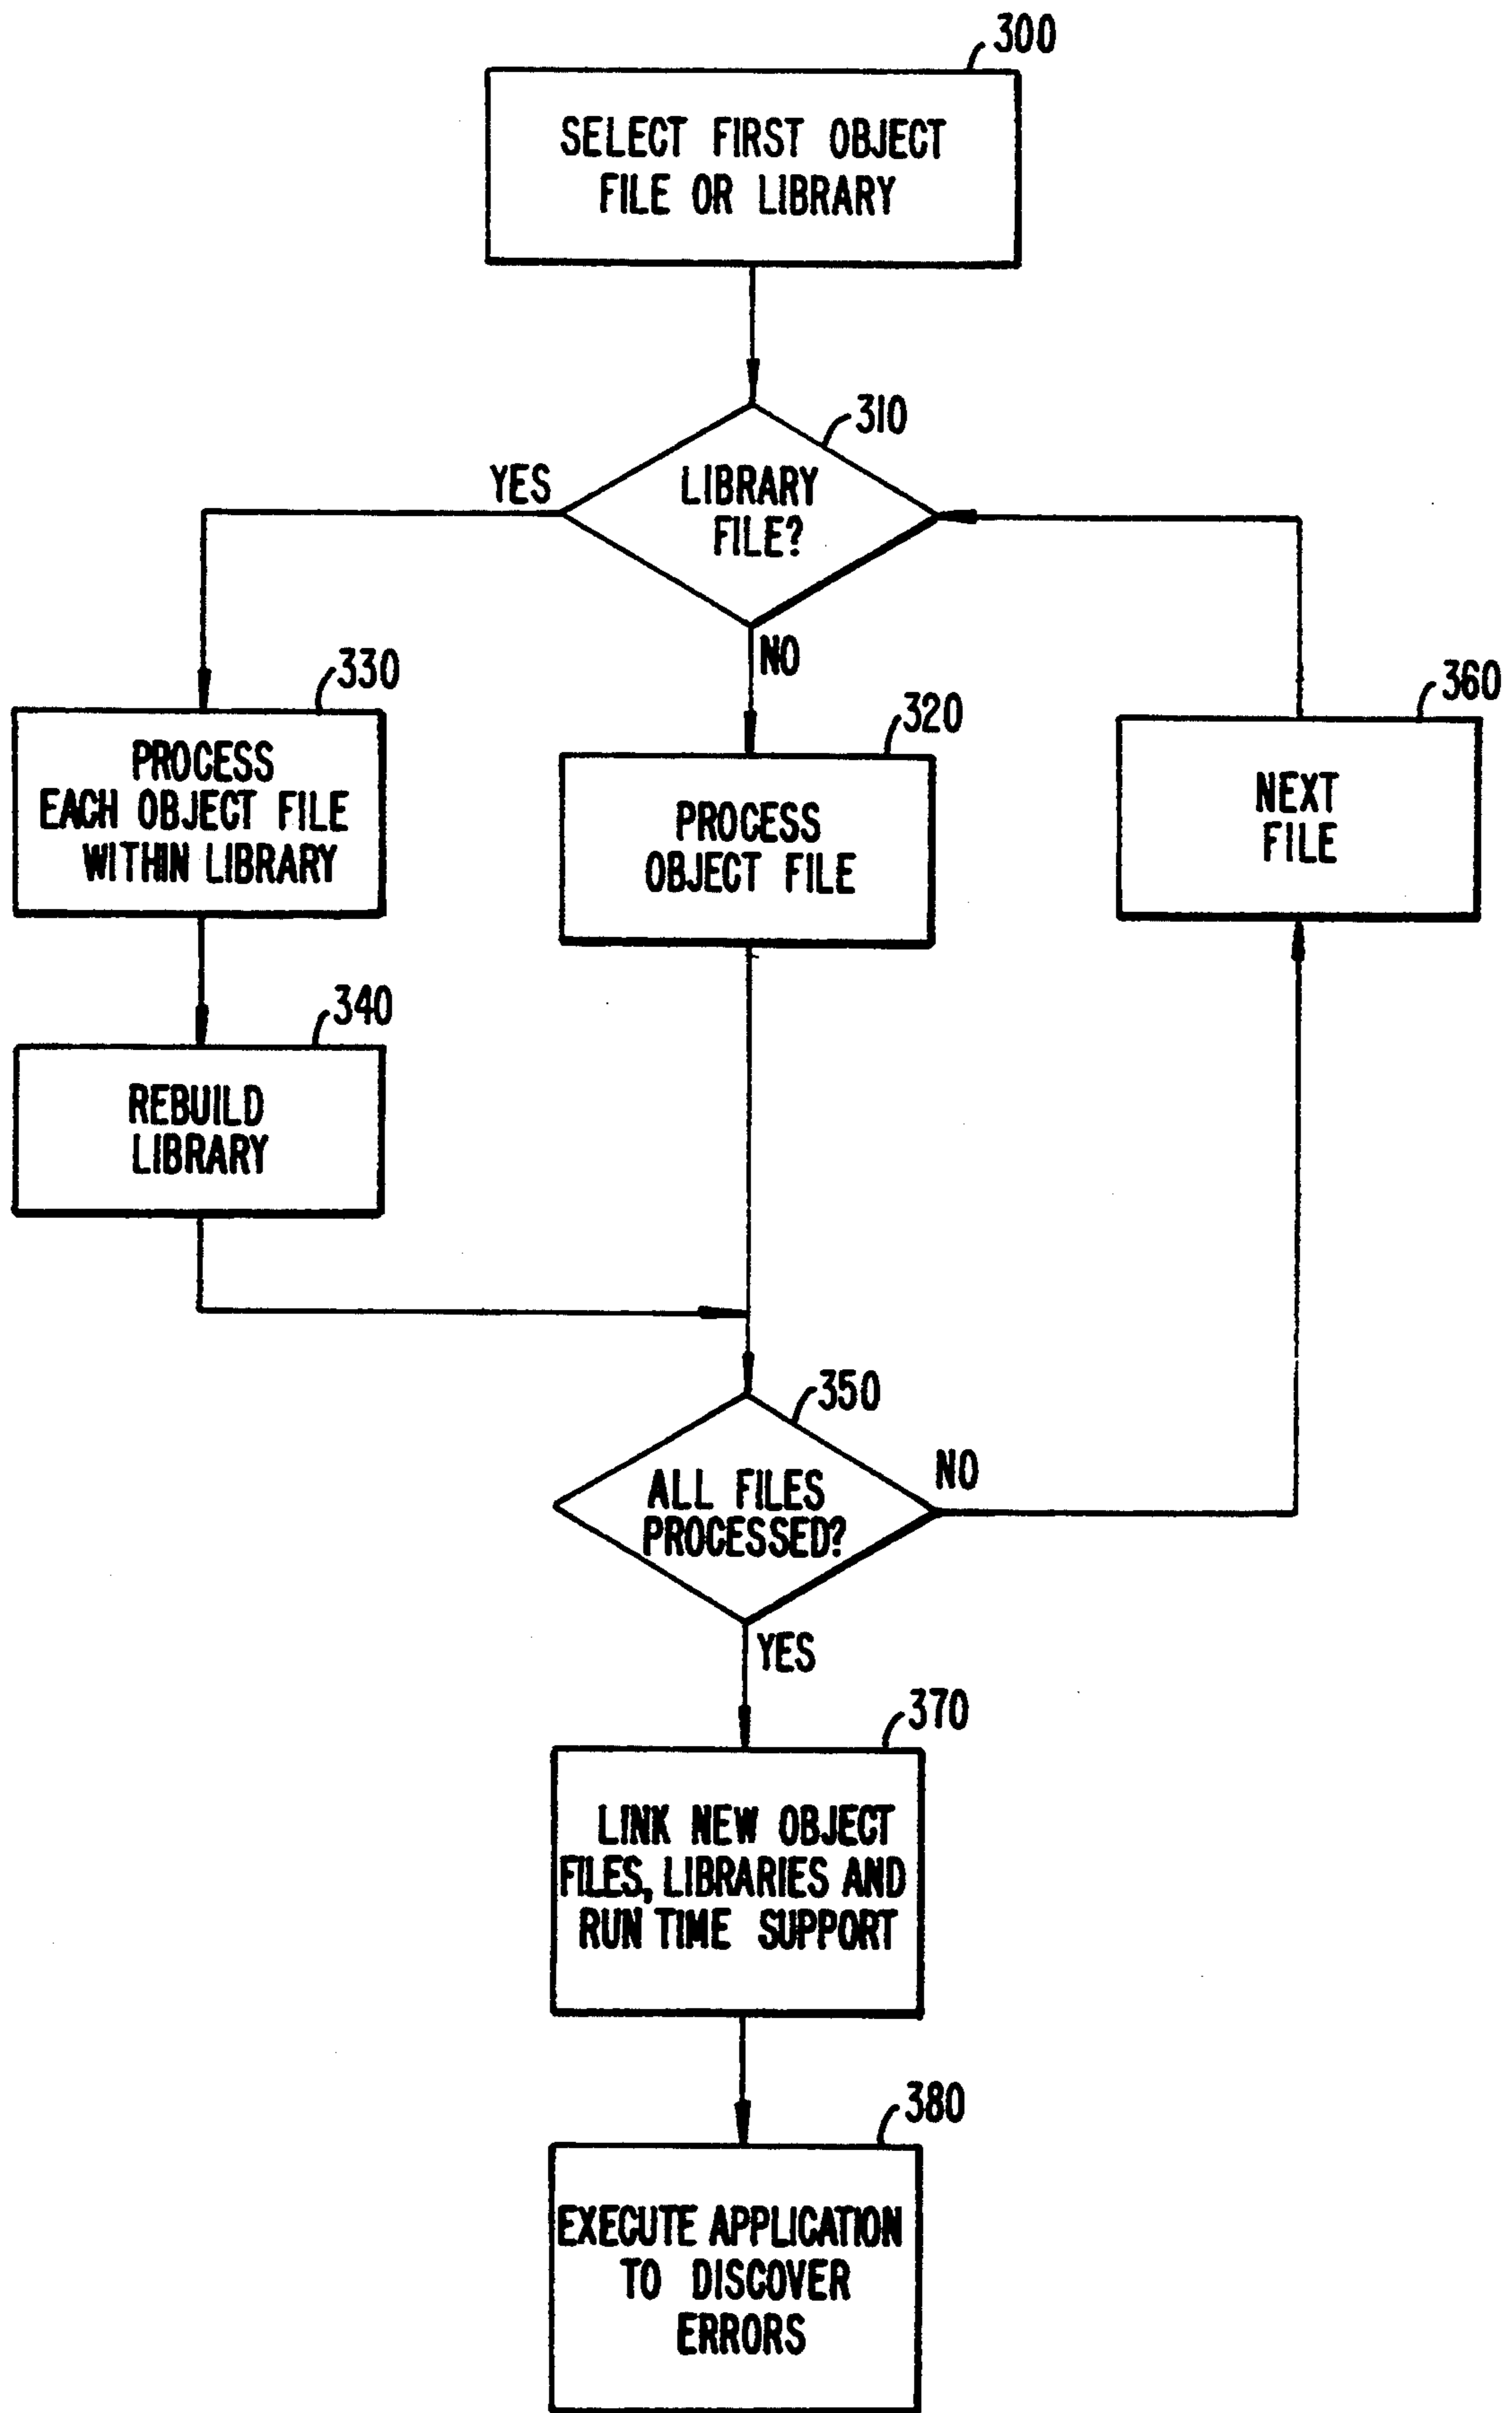 300
SELECT FIRST OBJECT
FILE OR LIBRARY
310
YES
LIBRARY
FILE?
NO
330
PROCESS
EACH OBJECT FILE
WITHIN LIBRARY
320
PROCESS
OBJECT FILE
360
NEXT
FILE
340
REBUILD
LIBRARY
350
ALL FILES
PROCESSED?
NO
YES
370
LINK NEW OBJECT
FILES, LIBRARIES AND
RUN TIME SUPPORT
380
EXECUTE APPLICATION
TO DISCOVER
ERRORS